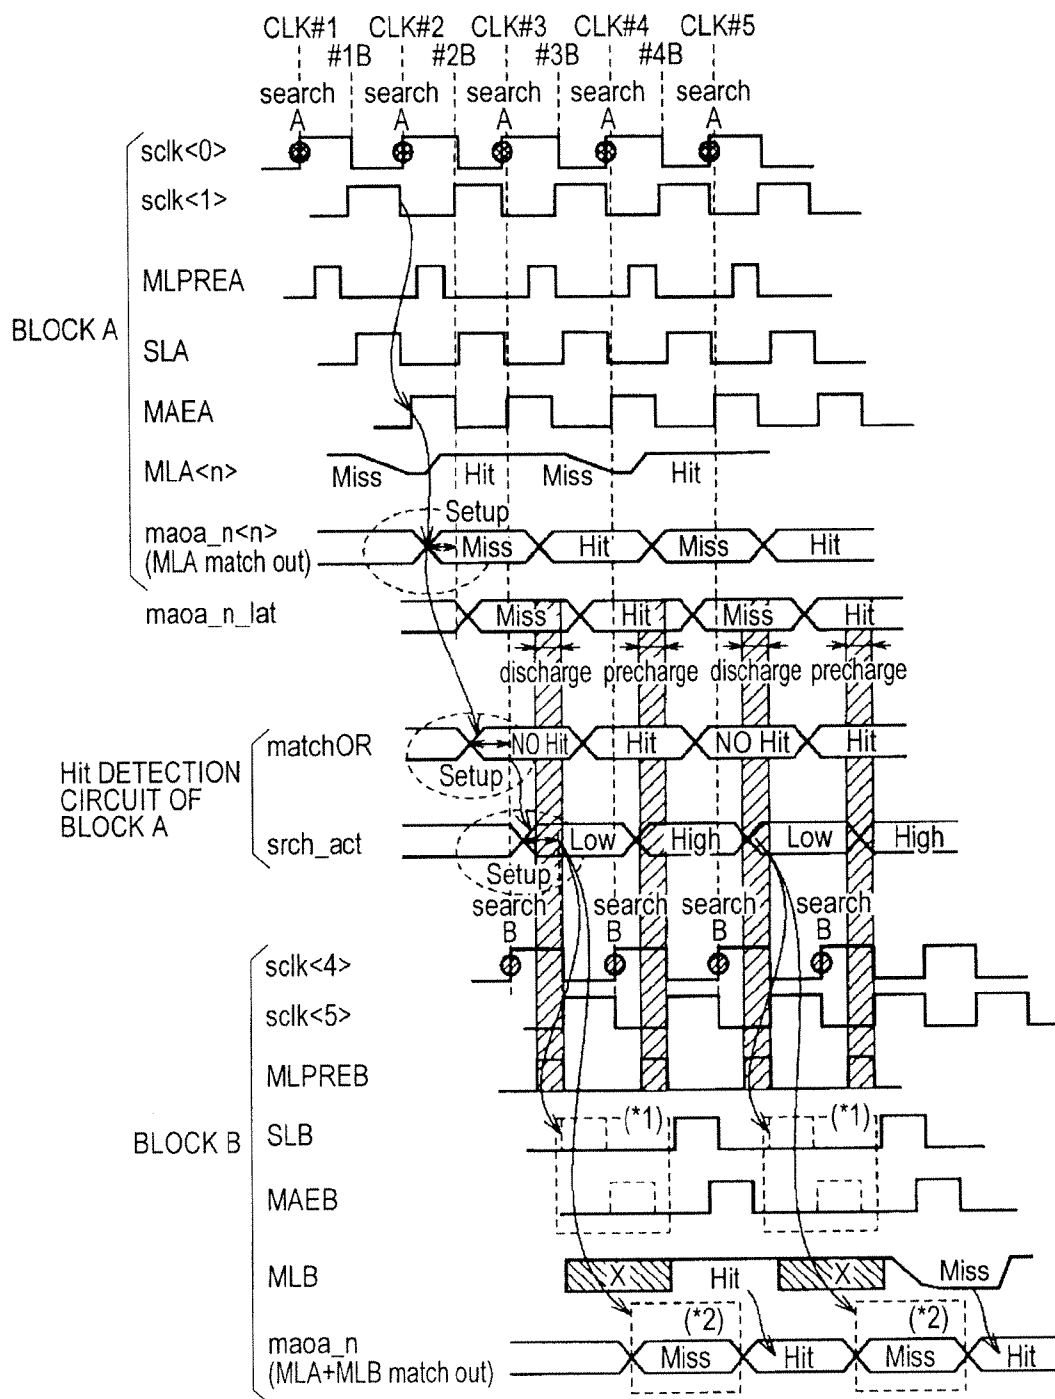 CLK#1 CLK#2 CLK#3 CLK#4 CLK#5
#1B #2B #3B #4B
search search search search search
A A A A A
sclk<0>
sclk<1>
MLPREA
BLOCK A
SLA
MAEA
MLA<n> Miss Hit Miss Hit
Setup
maoa_n<n> Miss Hit Miss Hit
(MLA match out)
maoa_n_lat Miss Hit Miss Hit
discharge precharge discharge precharge
matchOR NO Hit Hit NO Hit Hit
Setup
Hit DETECTION
CIRCUIT OF
BLOCK A
srch_act Low High Low High
Setup
search search search search
B B B B
sclk<4>
sclk<5>
MLPREB
(*1) (*1)
SLB
BLOCK B
MAEB
MLB X Hit X Miss
(*2) (*2)
maoa_n Miss Hit Miss Hit
(MLA+MLB match out)